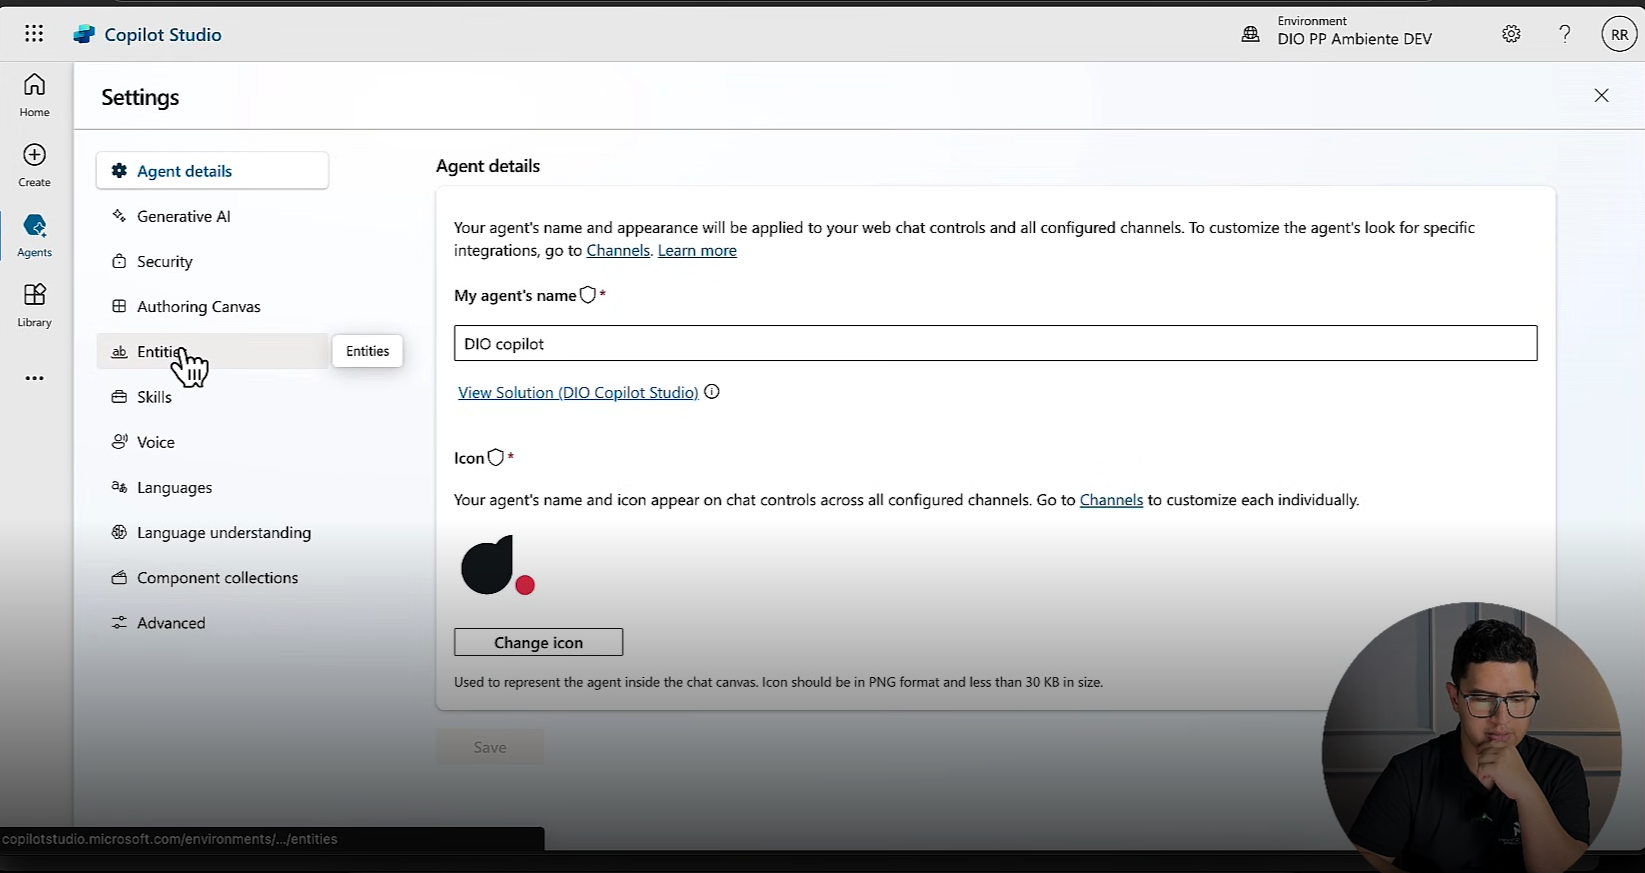 Copilot Studio
Environment
DIO PP Ambiente DEV
RR
Home
Create
Agents
Library
Settings
Agent details
Generative AI
Security
Authoring Canvas
Entities
Skills
Voice
Languages
Language understanding
Component collections
Advanced
Entities
Agent details
Your agent's name and appearance will be applied to your web chat controls and all configured channels. To customize the agent's look for specific
integrations, go to Channels. Learn more
My agent's name *
DIO copilot
View Solution (DIO Copilot Studio)
Icon *
Your agent's name and icon appear on chat controls across all configured channels. Go to Channels to customize each individually.
Change icon
Used to represent the agent inside the chat canvas. Icon should be in PNG format and less than 30 KB in size.
Save
copilotstudio.microsoft.com/environments/.../entities